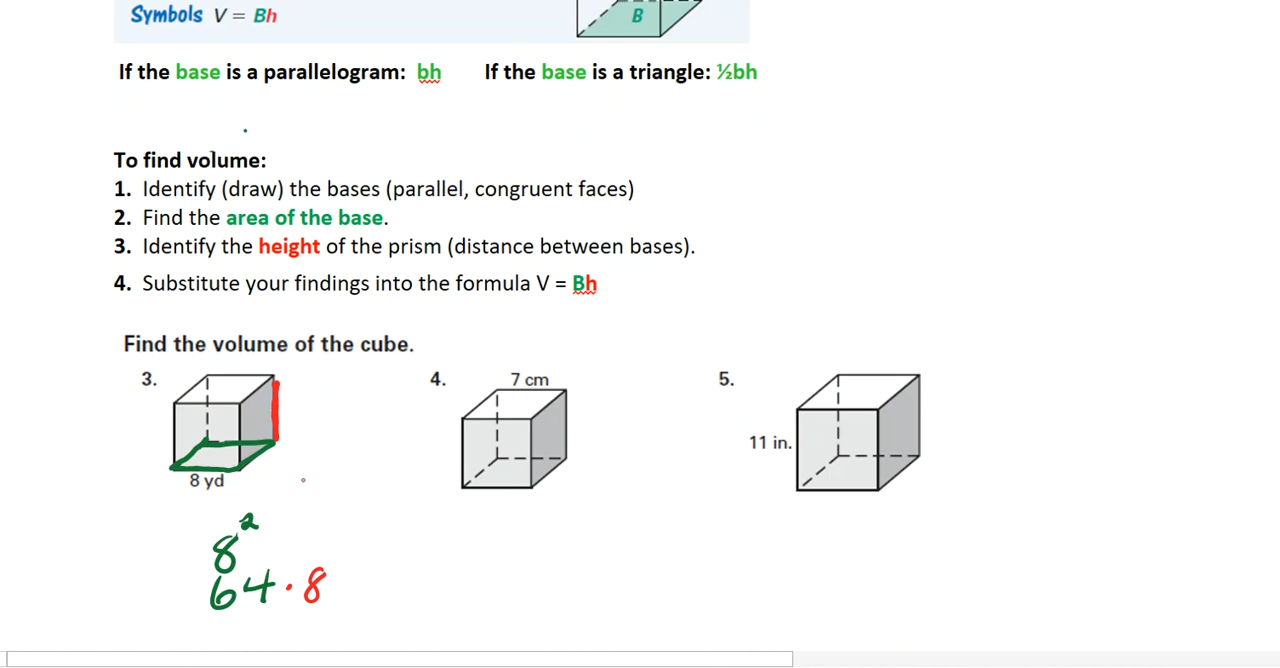 Symbols V = Bh
B
If the base is a parallelogram: bh If the base is a triangle: ½bh
To find volume:
1. Identify (draw) the bases (parallel, congruent faces)
2. Find the area of the base.
3. Identify the height of the prism (distance between bases).
4. Substitute your findings into the formula V = Bh
Find the volume of the cube.
3. 4. 7 cm 5.
11 in.
8 yd
8²
64 · 8